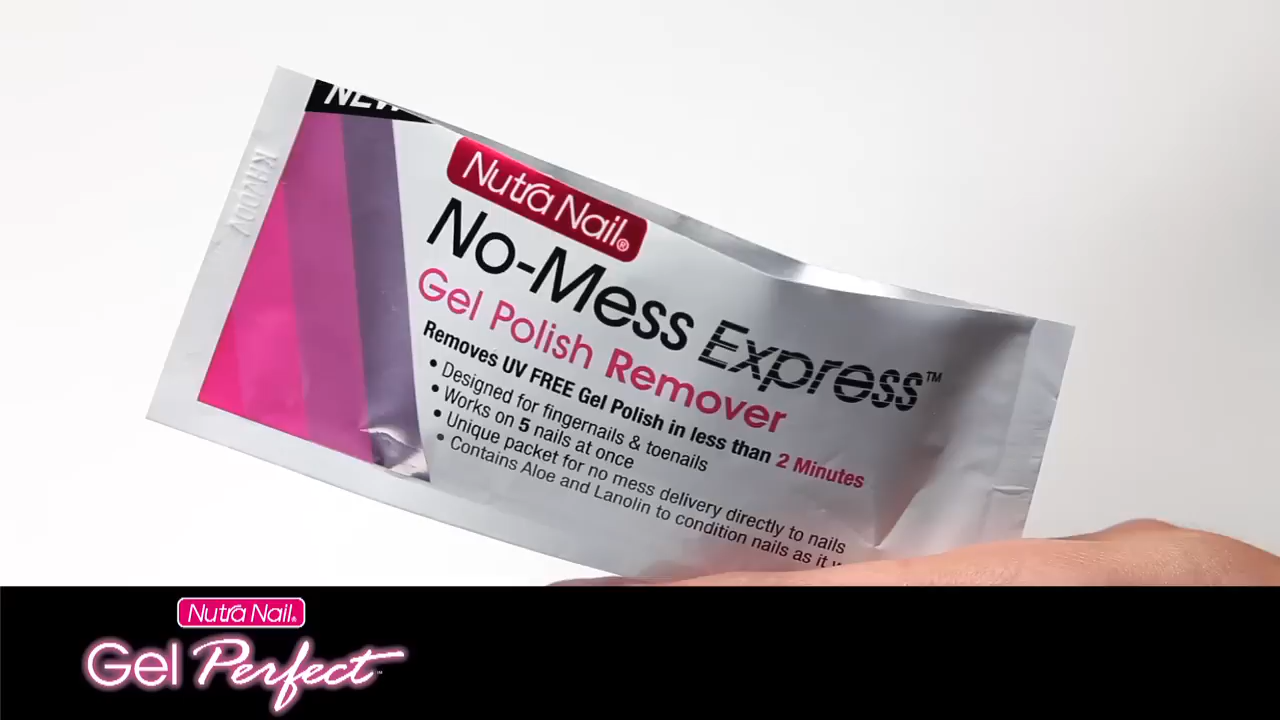 NEW
KH200V
Nutra Nail®
No-Mess Express™
Gel Polish Remover
Removes UV FREE Gel Polish in less than 2 Minutes
• Designed for fingernails & toenails
• Works on 5 nails at once
• Unique packet for no mess delivery directly to nails
• Contains Aloe and Lanolin to condition nails as it
Nutra Nail®
Gel Perfect™